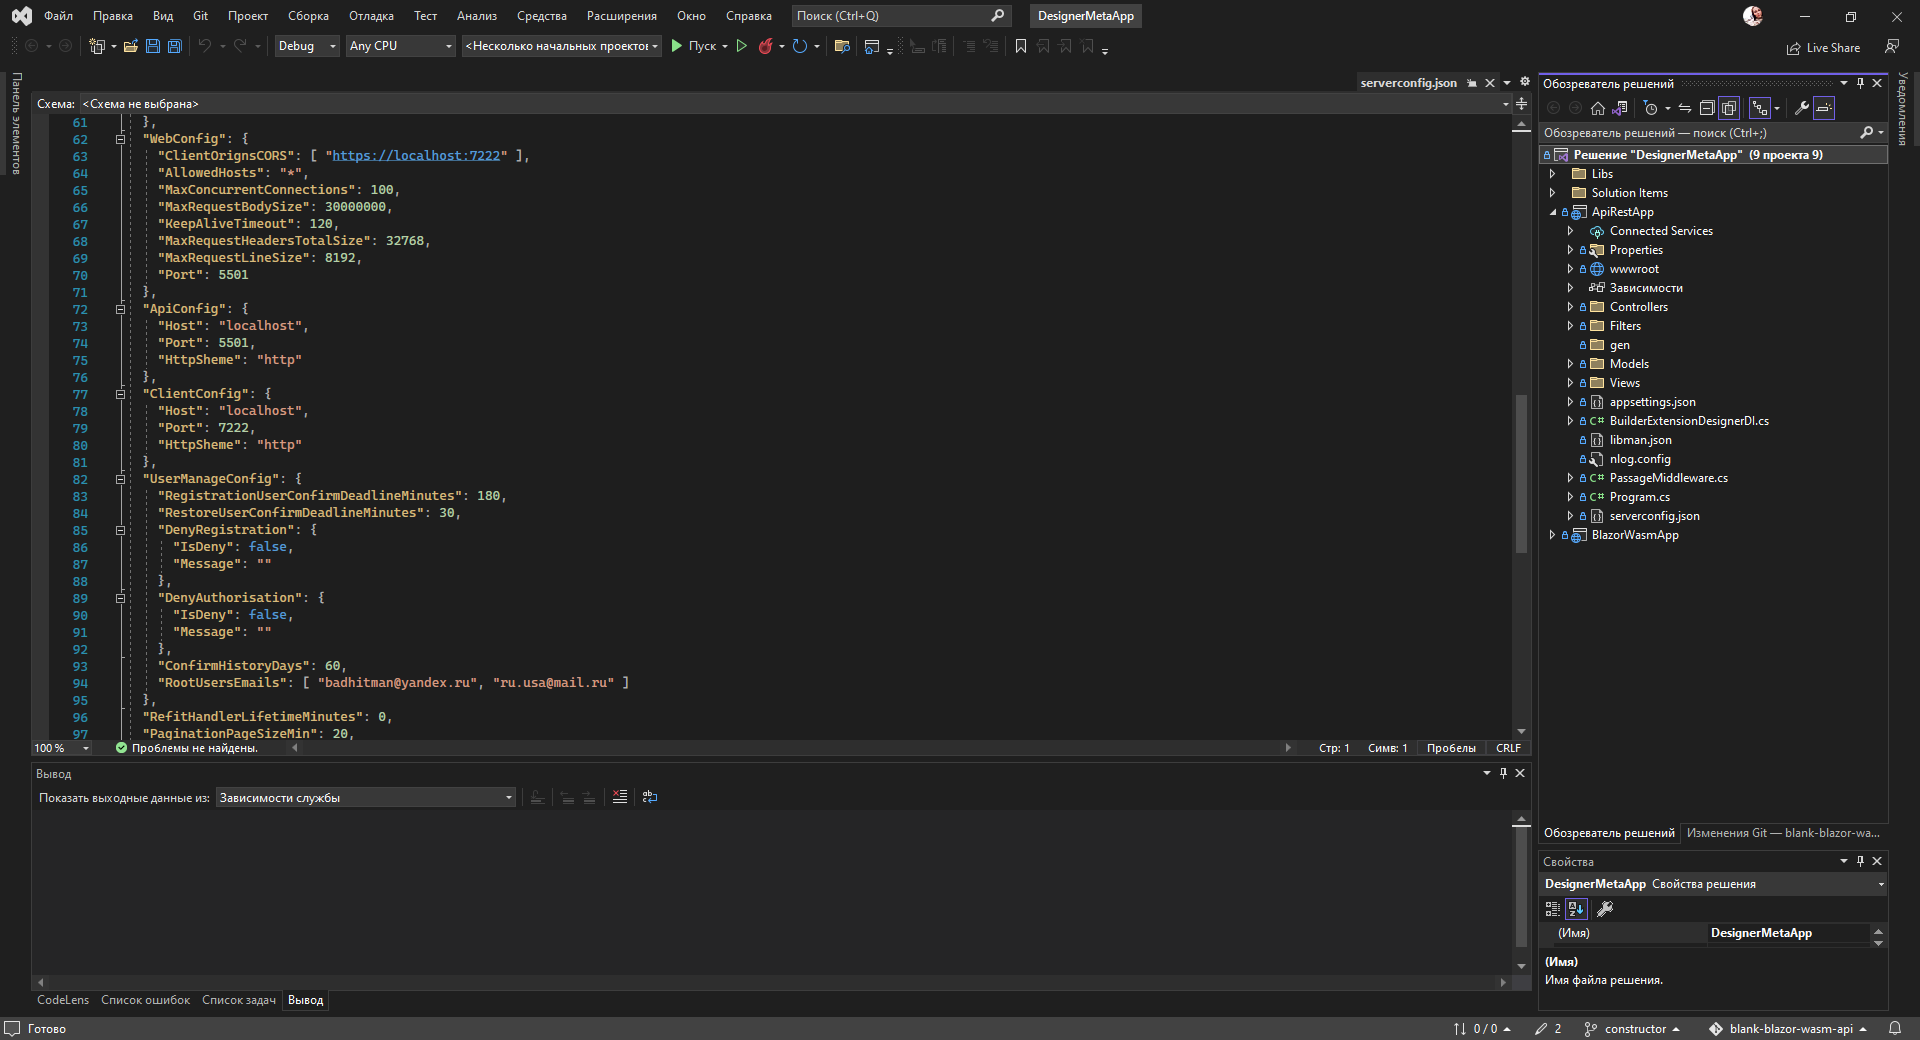 Файл Правка Вид Git Проект Сборка Отладка Тест Анализ Средства Расширения Окно Справка Поиск (Ctrl+Q) DesignerMetaApp
Debug Any CPU <Несколько начальных проектов> Пуск Live Share
Панель элементов
serverconfig.json
Схема: <Схема не выбрана>
61 },
62 "WebConfig": {
63 "ClientOrignsCORS": [ "https://localhost:7222" ],
64 "AllowedHosts": "*",
65 "MaxConcurrentConnections": 100,
66 "MaxRequestBodySize": 30000000,
67 "KeepAliveTimeout": 120,
68 "MaxRequestHeadersTotalSize": 32768,
69 "MaxRequestLineSize": 8192,
70 "Port": 5501
71 },
72 "ApiConfig": {
73 "Host": "localhost",
74 "Port": 5501,
75 "HttpSheme": "http"
76 },
77 "ClientConfig": {
78 "Host": "localhost",
79 "Port": 7222,
80 "HttpSheme": "http"
81 },
82 "UserManageConfig": {
83 "RegistrationUserConfirmDeadlineMinutes": 180,
84 "RestoreUserConfirmDeadlineMinutes": 30,
85 "DenyRegistration": {
86 "IsDeny": false,
87 "Message": ""
88 },
89 "DenyAuthorisation": {
90 "IsDeny": false,
91 "Message": ""
92 },
93 "ConfirmHistoryDays": 60,
94 "RootUsersEmails": [ "badhitman@yandex.ru", "ru.usa@mail.ru" ]
95 },
96 "RefitHandlerLifetimeMinutes": 0,
97 "PaginationPageSizeMin": 20,
100 % Проблемы не найдены. Стр: 1 Симв: 1 Пробелы CRLF
Вывод
Показать выходные данные из: Зависимости службы
CodeLens Список ошибок Список задач Вывод
Обозреватель решений
Обозреватель решений — поиск (Ctrl+;)
Решение "DesignerMetaApp" (9 проекта 9)
Libs
Solution Items
ApiRestApp
Connected Services
Properties
wwwroot
Зависимости
Controllers
Filters
gen
Models
Views
appsettings.json
C# BuilderExtensionDesignerDI.cs
libman.json
nlog.config
C# PassageMiddleware.cs
C# Program.cs
serverconfig.json
BlazorWasmApp
Обозреватель решений Изменения Git — blank-blazor-wa...
Свойства
DesignerMetaApp Свойства решения
(Имя) DesignerMetaApp
(Имя)
Имя файла решения.
Уведомления
Готово 0 / 0 2 constructor blank-blazor-wasm-api